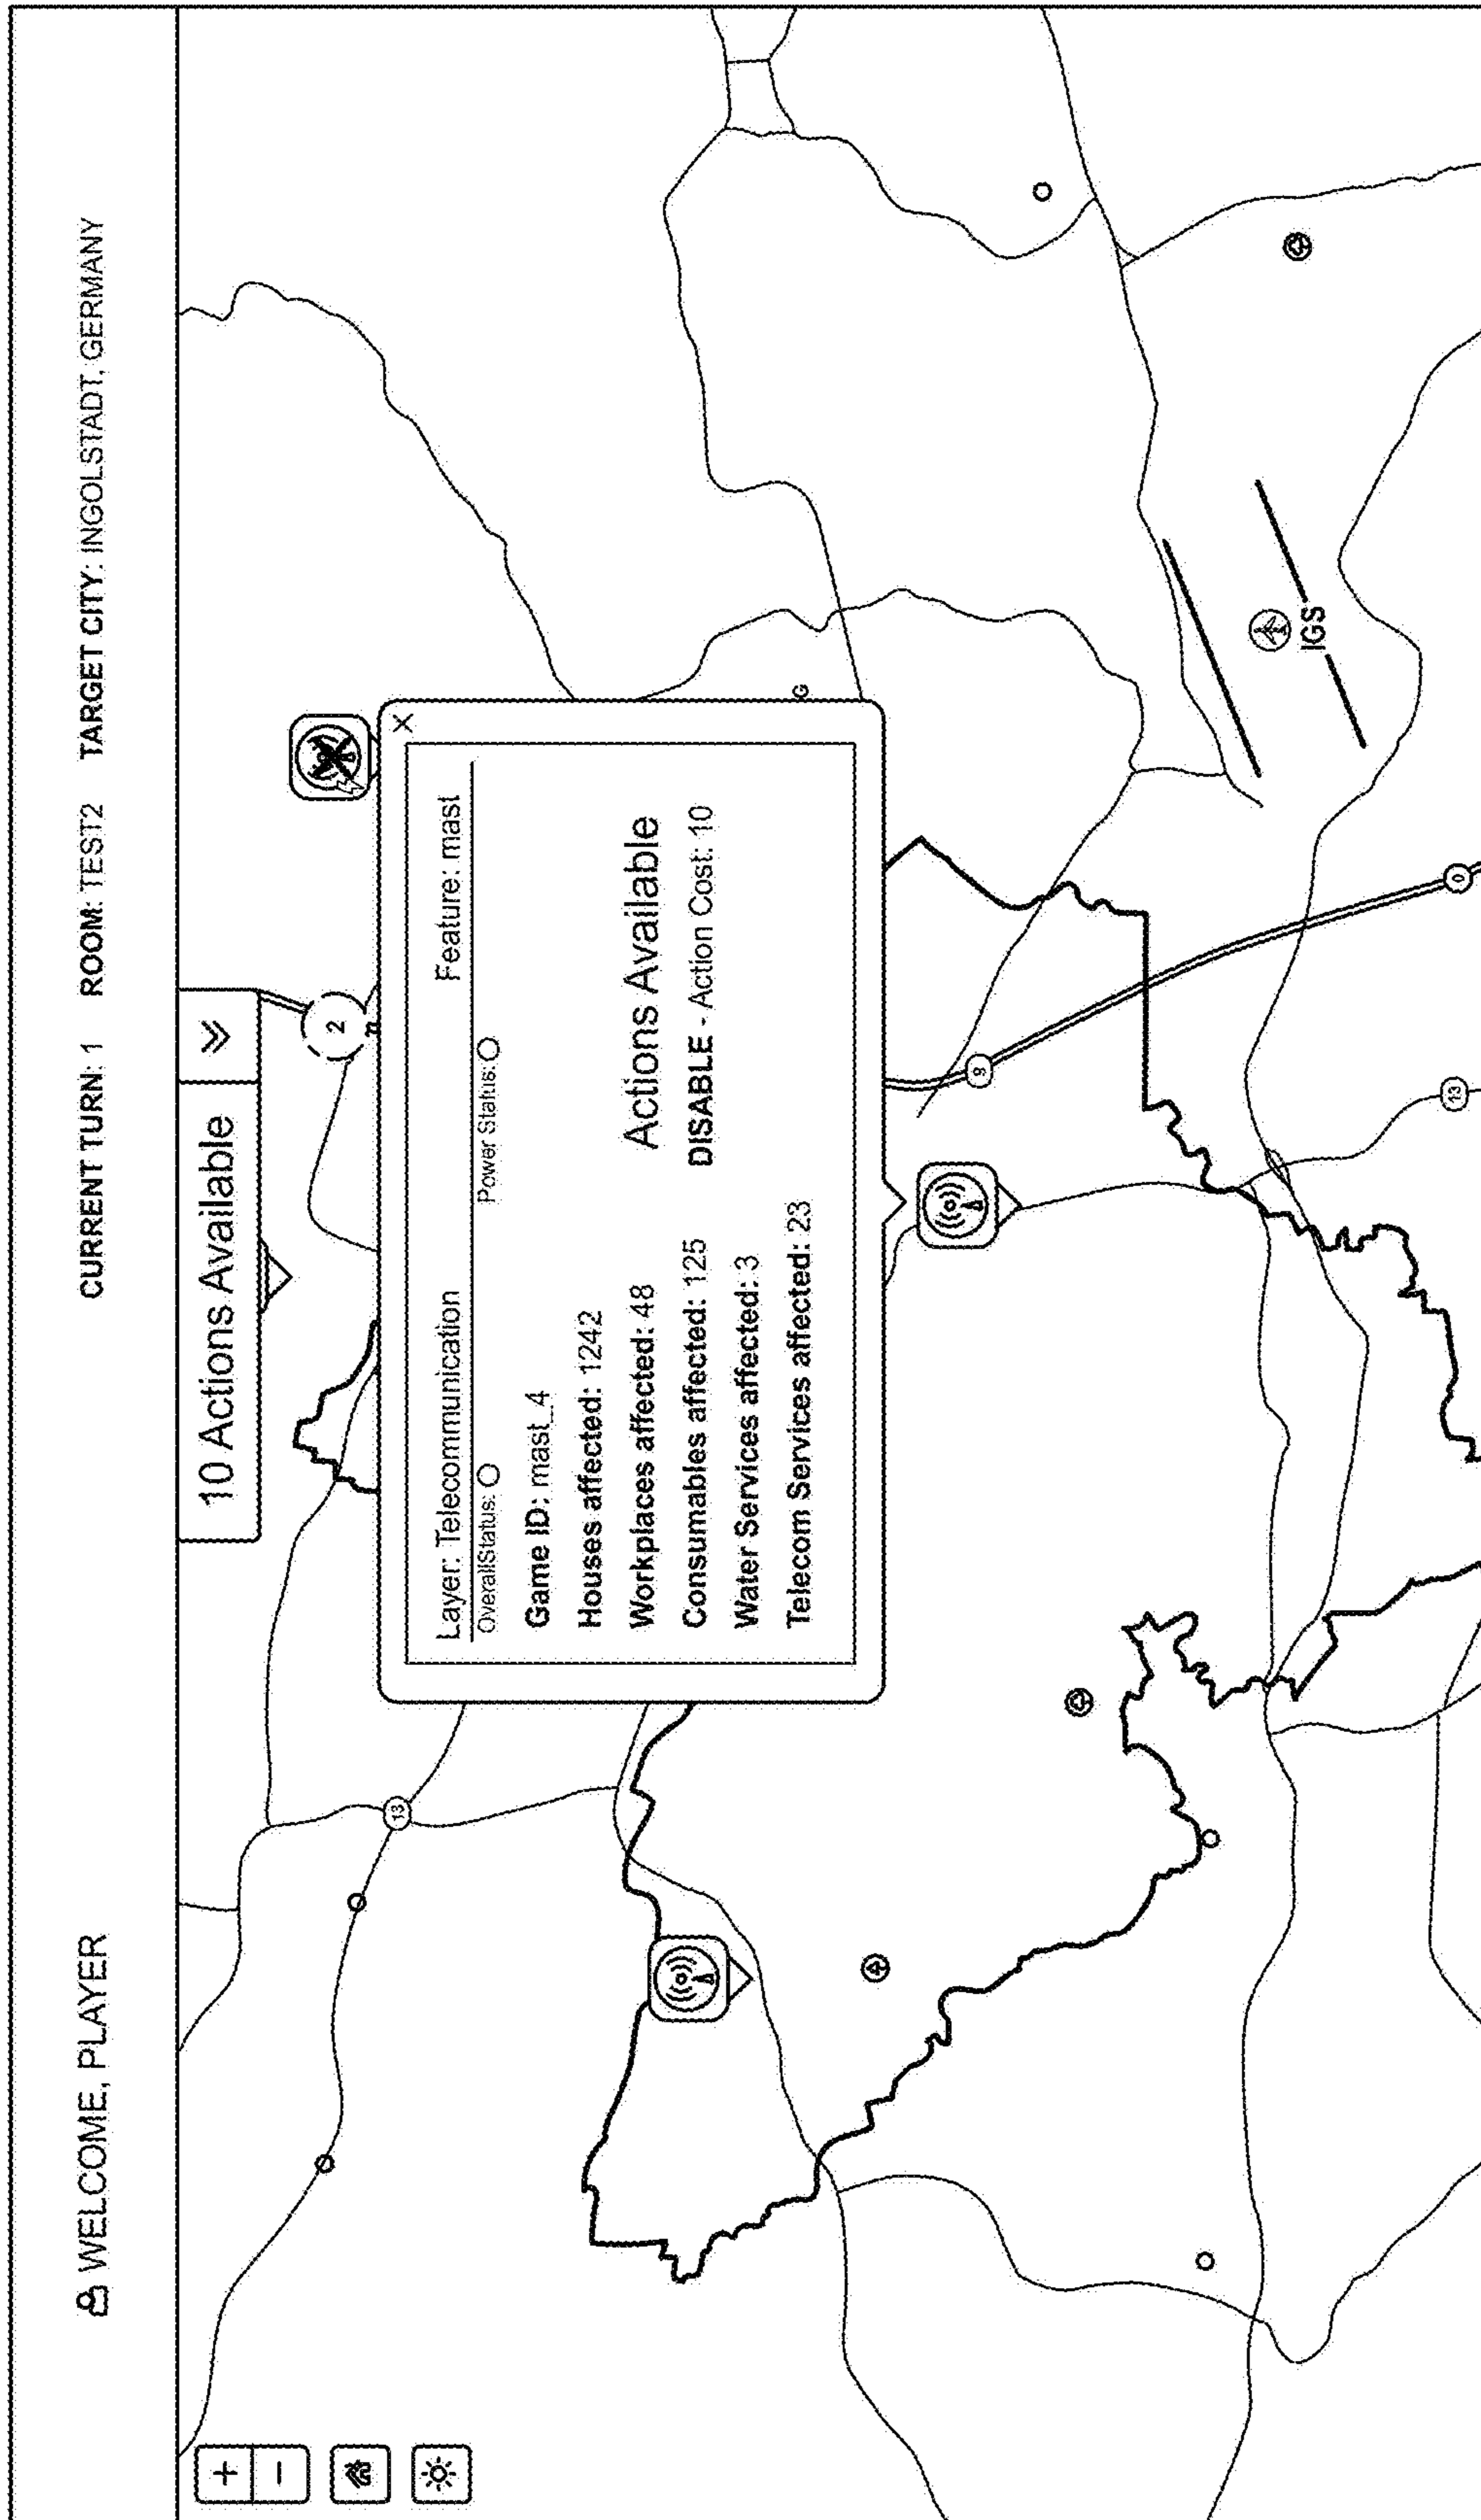 WELCOME, PLAYER
CURRENT TURN: 1 ROOM: TEST2 TARGET CITY: INGOLSTADT, GERMANY
10 Actions Available
+
−
2
13
Layer: Telecommunication Feature: mast
OverallStatus: Power Status:
Game ID: mast_4
Houses affected: 1242
Workplaces affected: 48
Consumables affected: 125
Water Services affected: 3
Telecom Services affected: 23
Actions Available
DISABLE - Action Cost: 10
G
IGS
13